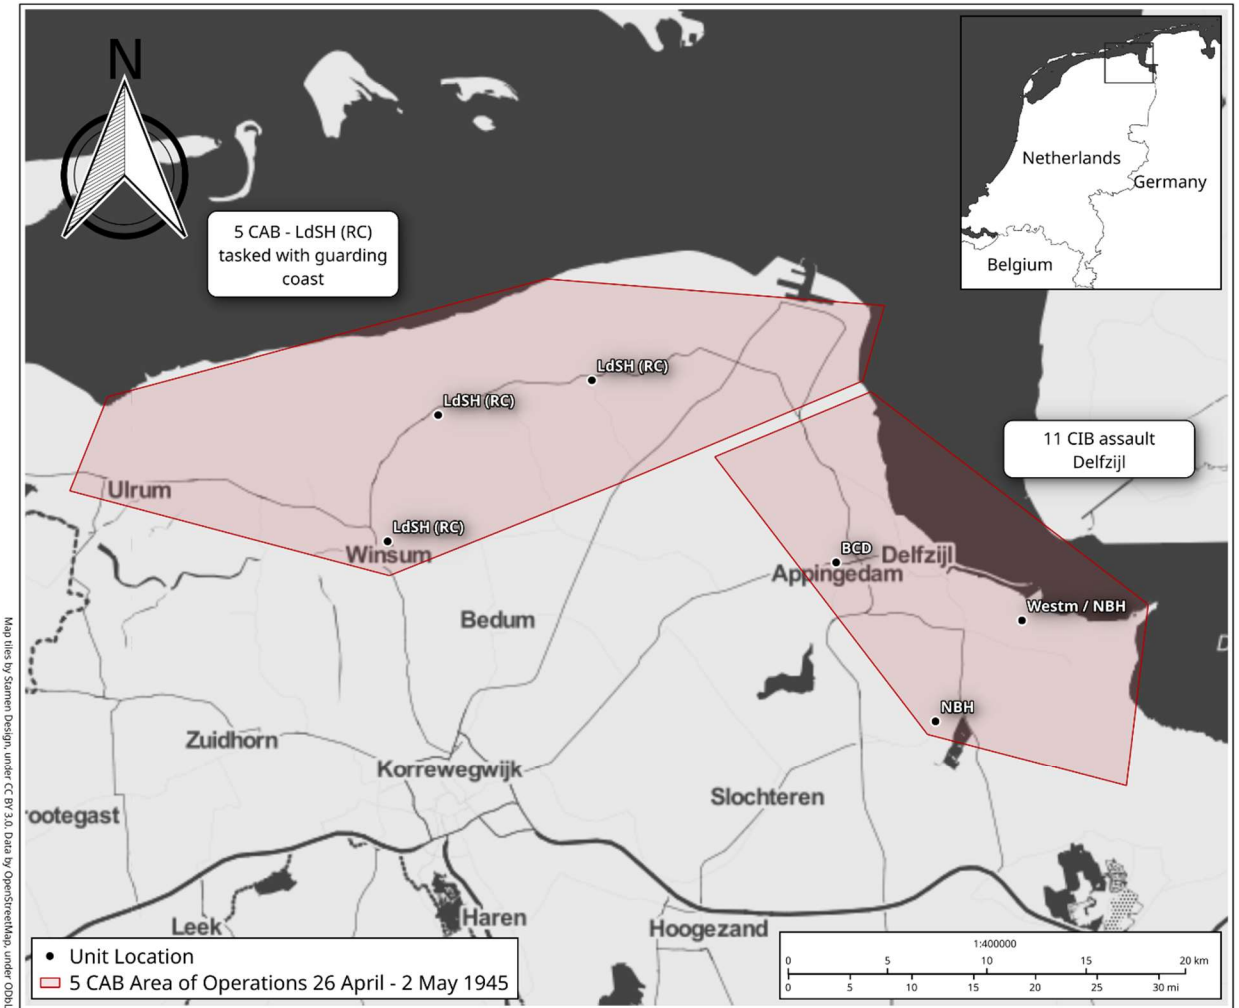 N
5 CAB - LdSH (RC)
tasked with guarding
coast
Netherlands
Germany
Belgium
LdSH (RC)
LdSH (RC)
11 CIB assault
Delfzijl
Ulrum
LdSH (RC)
Winsum
BCD
Delfzijl
Appingedam
Westm / NBH
Bedum
D
NBH
Zuidhorn
Korrewegwijk
Slochteren
rootegast
Leek
Haren
Hoogezand
Unit Location
5 CAB Area of Operations 26 April - 2 May 1945
1:400000
0 5 10 15 20 km
0 5 10 15 20 25 30 mi
Map tiles by Stamen Design, under CC BY 3.0. Data by OpenStreetMap, under ODbL